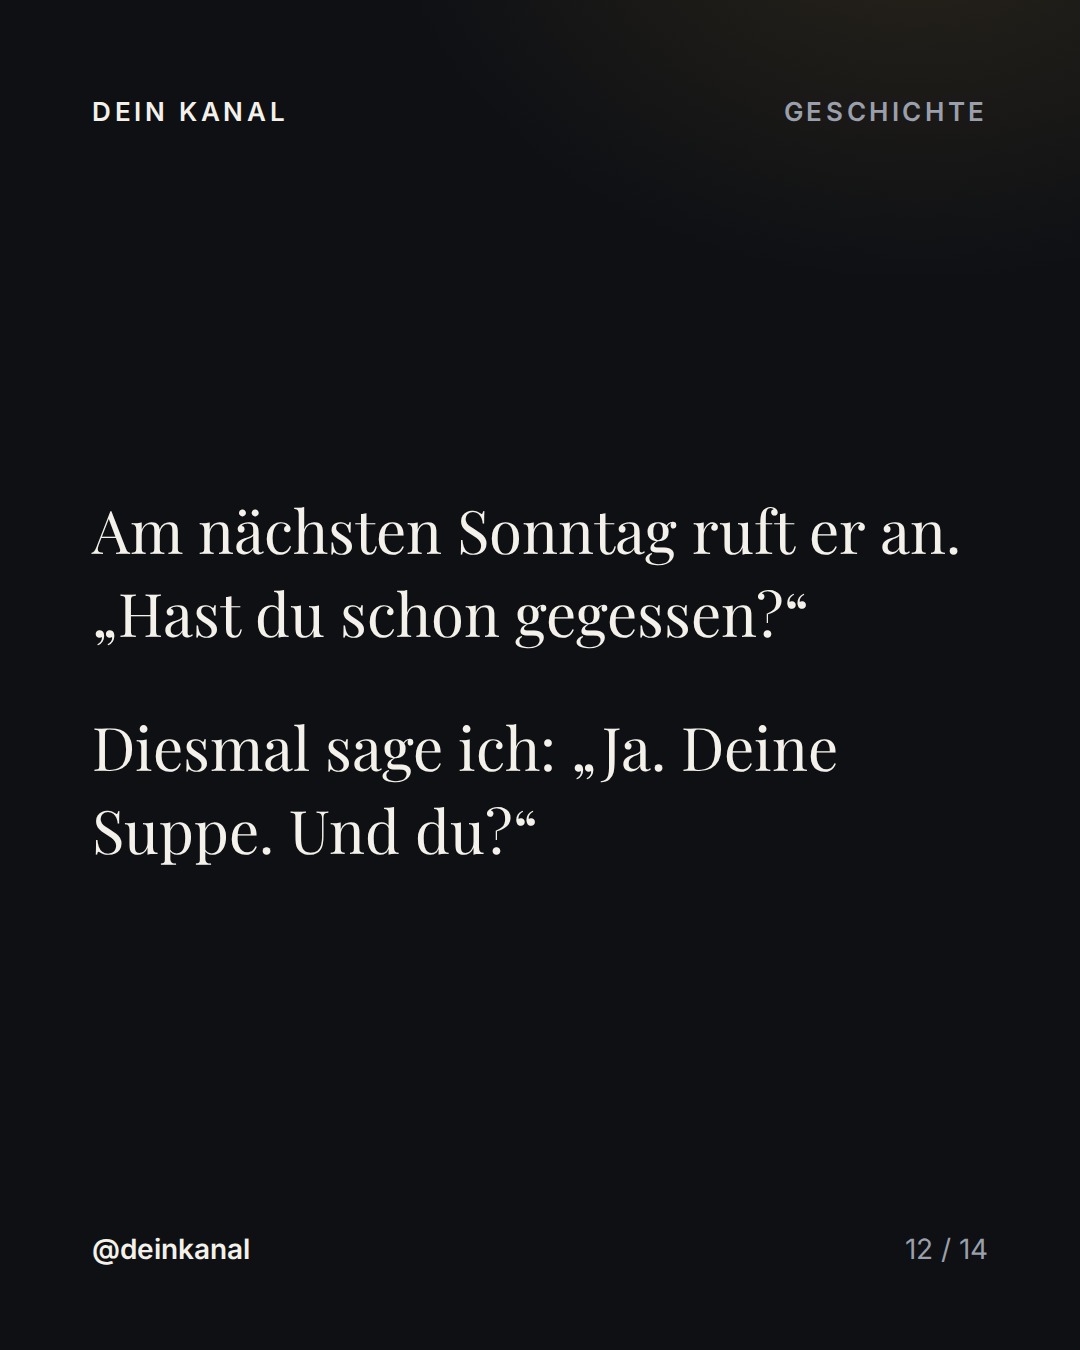 DEIN KANAL
GESCHICHTE
Am nächsten Sonntag ruft er an.
„Hast du schon gegessen?“
Diesmal sage ich: „Ja. Deine
Suppe. Und du?“
@deinkanal
12 / 14